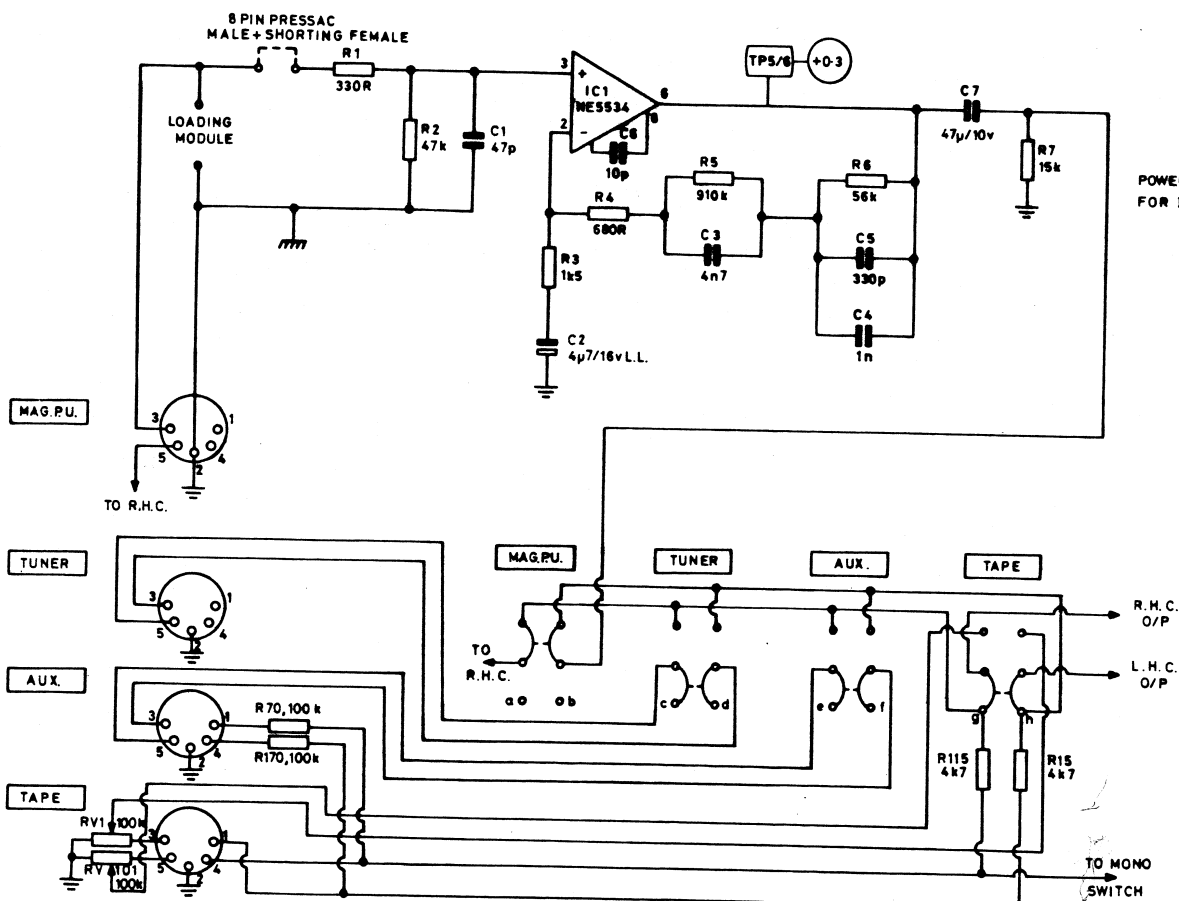 8 PIN PRESSAC
MALE + SHORTING FEMALE
R1
330R
LOADING
MODULE
R2
47k
C1
47p
3
+
IC1
NE5534
2
-
6
8
C6
10p
TP5/6
+0·3
C7
47µ/10v
R7
15k
POWE
FOR
R5
910k
R6
56k
R4
680R
C3
4n7
C5
330p
C4
1n
R3
1k5
C2
4µ7/16v L.L.
MAG.P.U.
3
1
5
4
2
TO R.H.C.
TUNER
3
1
5
4
2
MAG.P.U.
TUNER
AUX.
TAPE
R.H.C.
O/P
L.H.C.
O/P
TO
R.H.C.
a
b
c
d
e
f
g
h
AUX.
3
1
5
4
2
R70,100k
R170,100k
R115
4k7
R15
4k7
TAPE
RV1
100k
RV101
100k
3
1
5
4
2
TO MONO
SWITCH